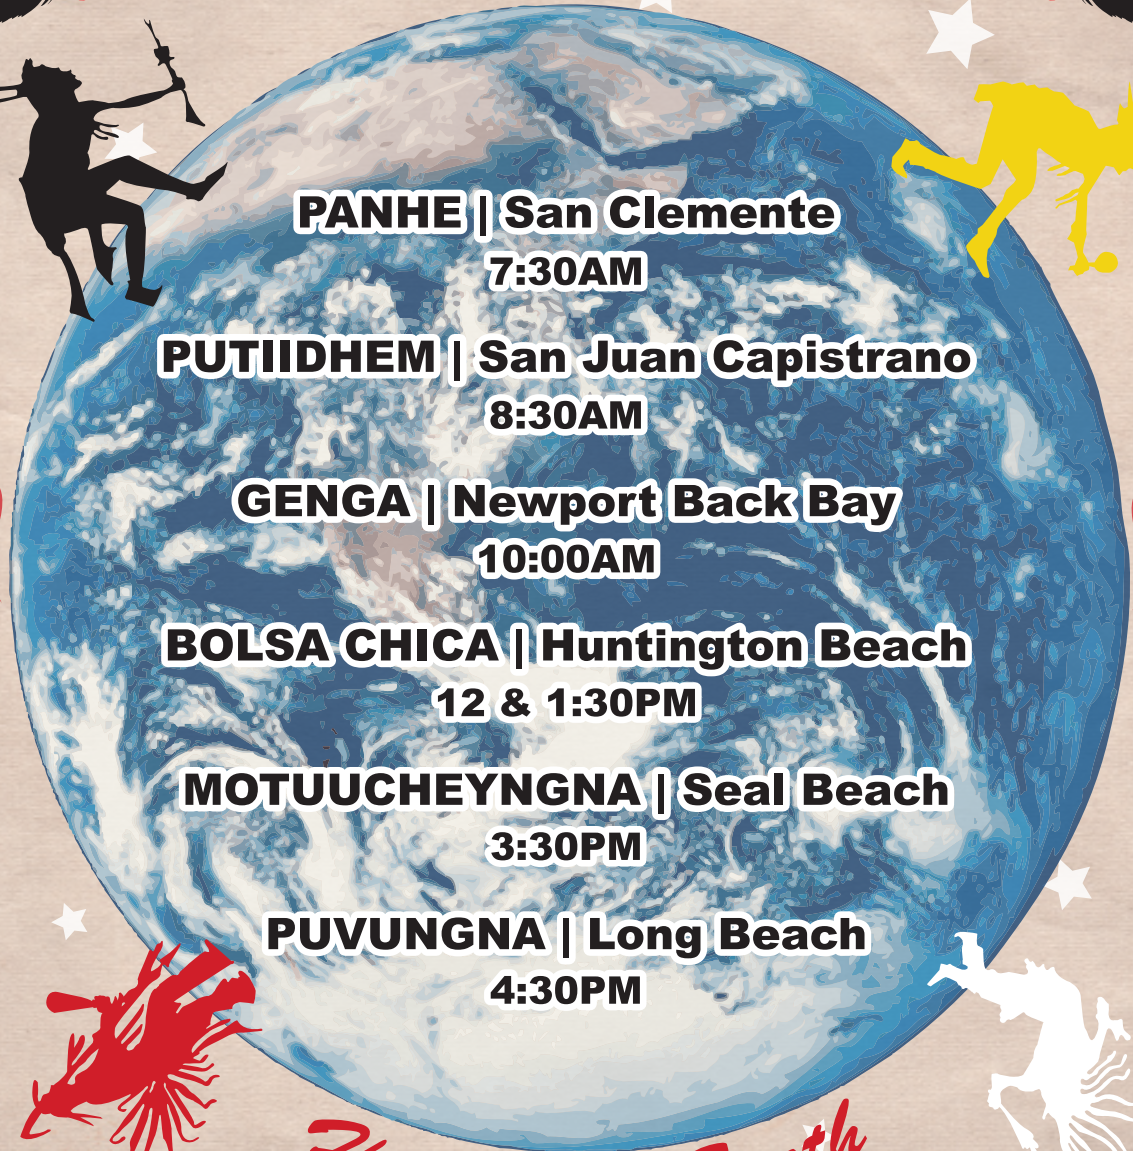 PANHE | San Clemente
7:30AM
PUTIIDHEM | San Juan Capistrano
8:30AM
GENGA | Newport Back Bay
10:00AM
BOLSA CHICA | Huntington Beach
12 & 1:30PM
MOTUUCHEYNGNA | Seal Beach
3:30PM
PUVUNGNA | Long Beach
4:30PM